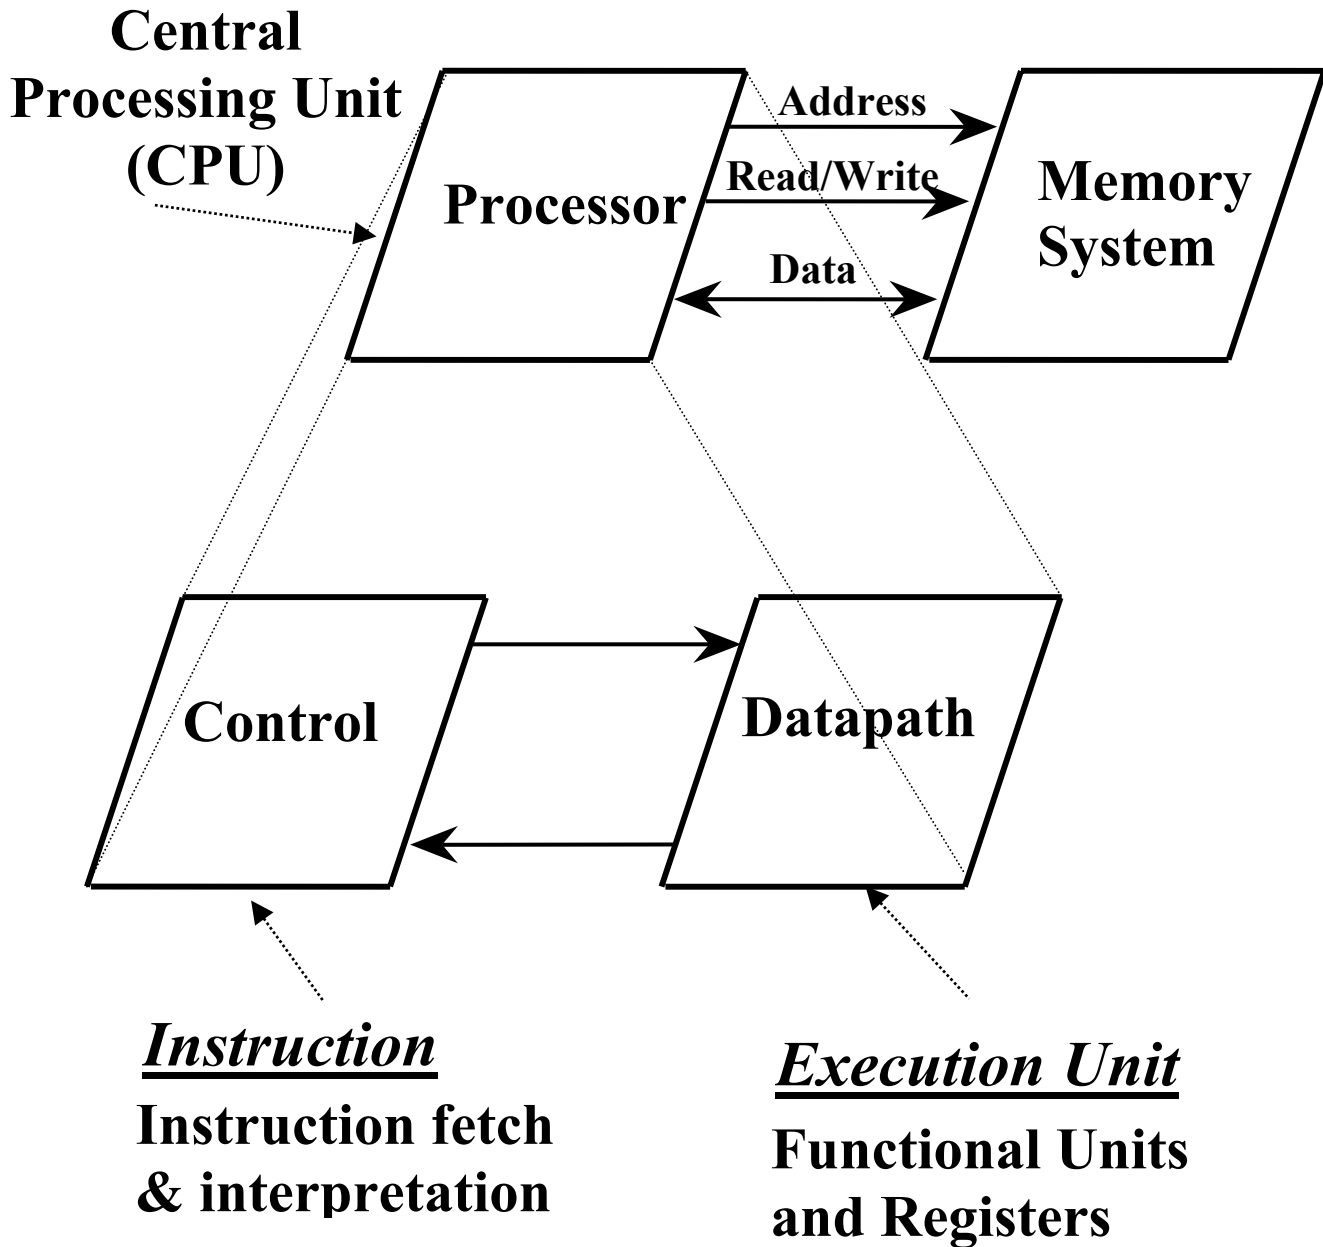 Central
Processing Unit
(CPU)
Processor
Address
Read/Write
Data
Memory
System
Control
Datapath
Instruction
Instruction fetch
& interpretation
Execution Unit
Functional Units
and Registers